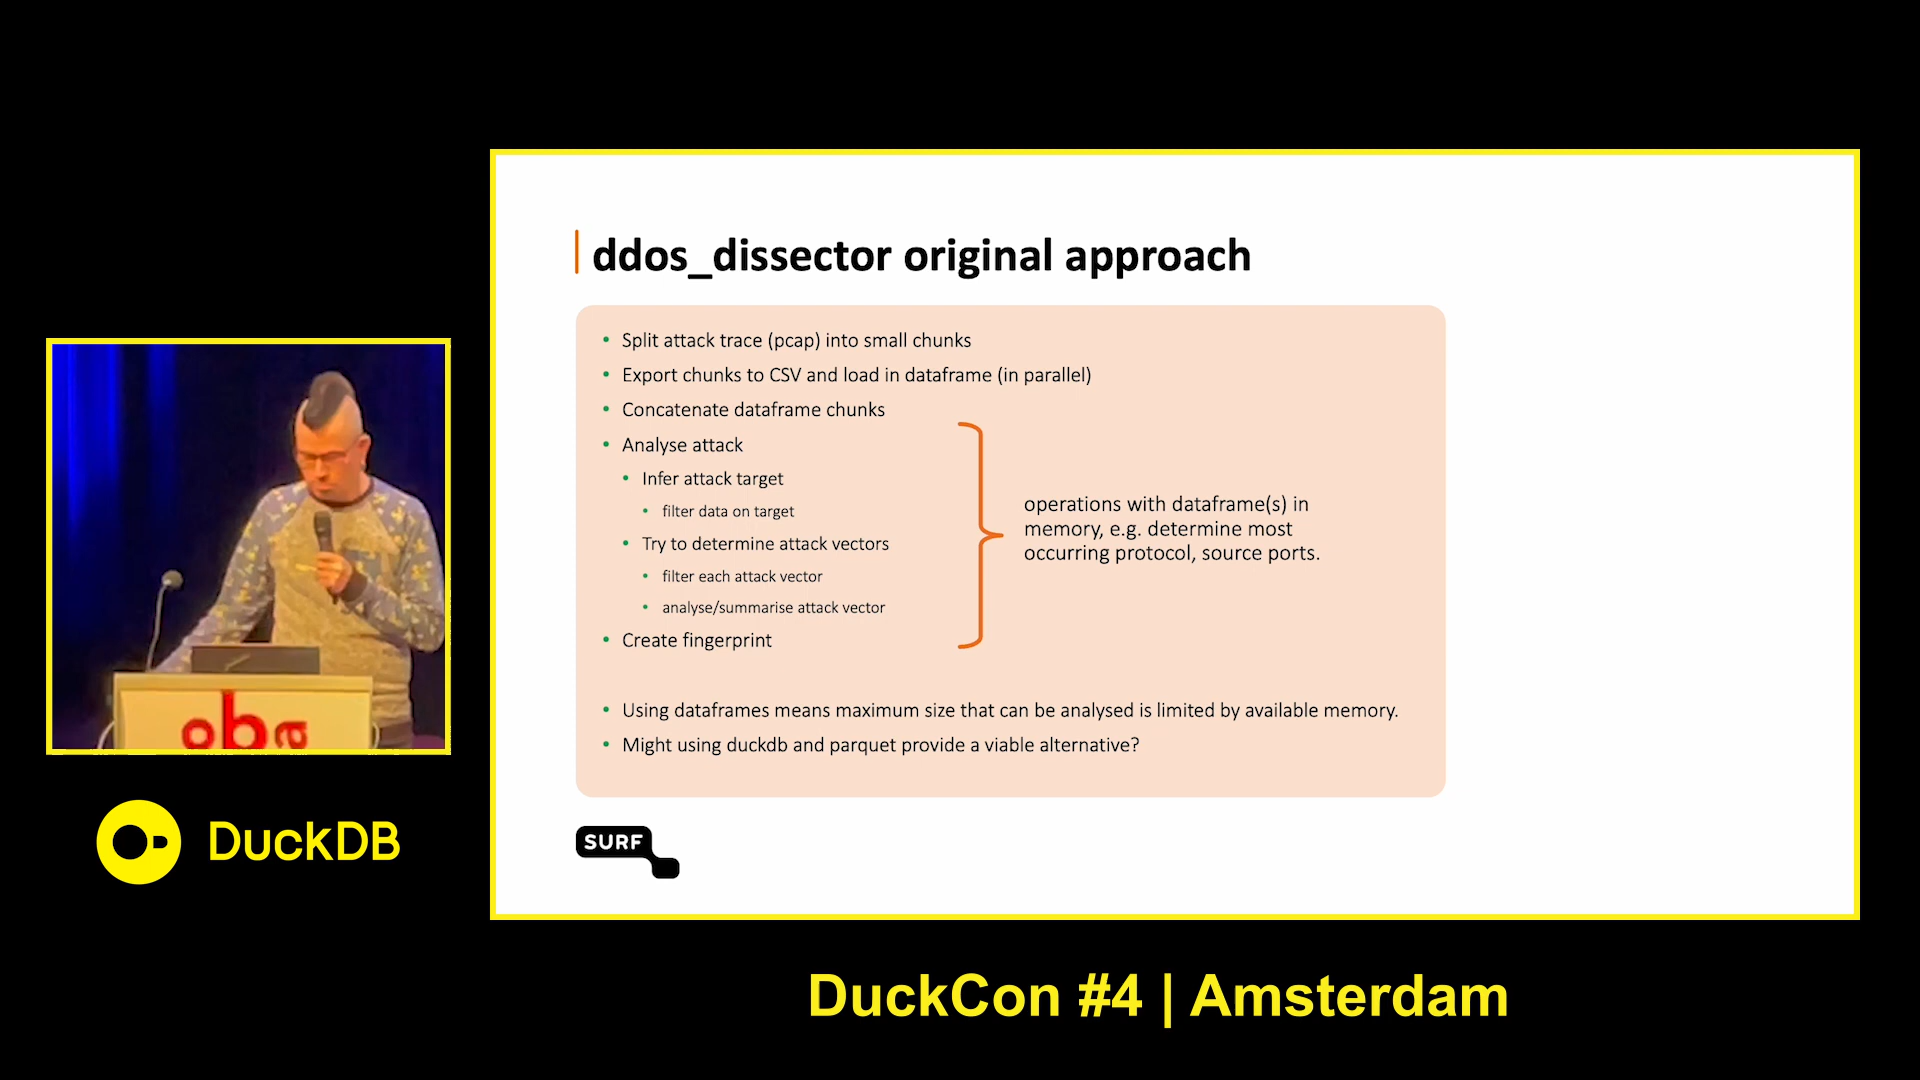 ddos_dissector original approach
• Split attack trace (pcap) into small chunks
• Export chunks to CSV and load in dataframe (in parallel)
• Concatenate dataframe chunks
• Analyse attack
• Infer attack target
• filter data on target
• Try to determine attack vectors
• filter each attack vector
• analyse/summarise attack vector
• Create fingerprint
operations with dataframe(s) in
memory, e.g. determine most
occurring protocol, source ports.
• Using dataframes means maximum size that can be analysed is limited by available memory.
• Might using duckdb and parquet provide a viable alternative?
SURF
oba
DuckDB
DuckCon #4 | Amsterdam